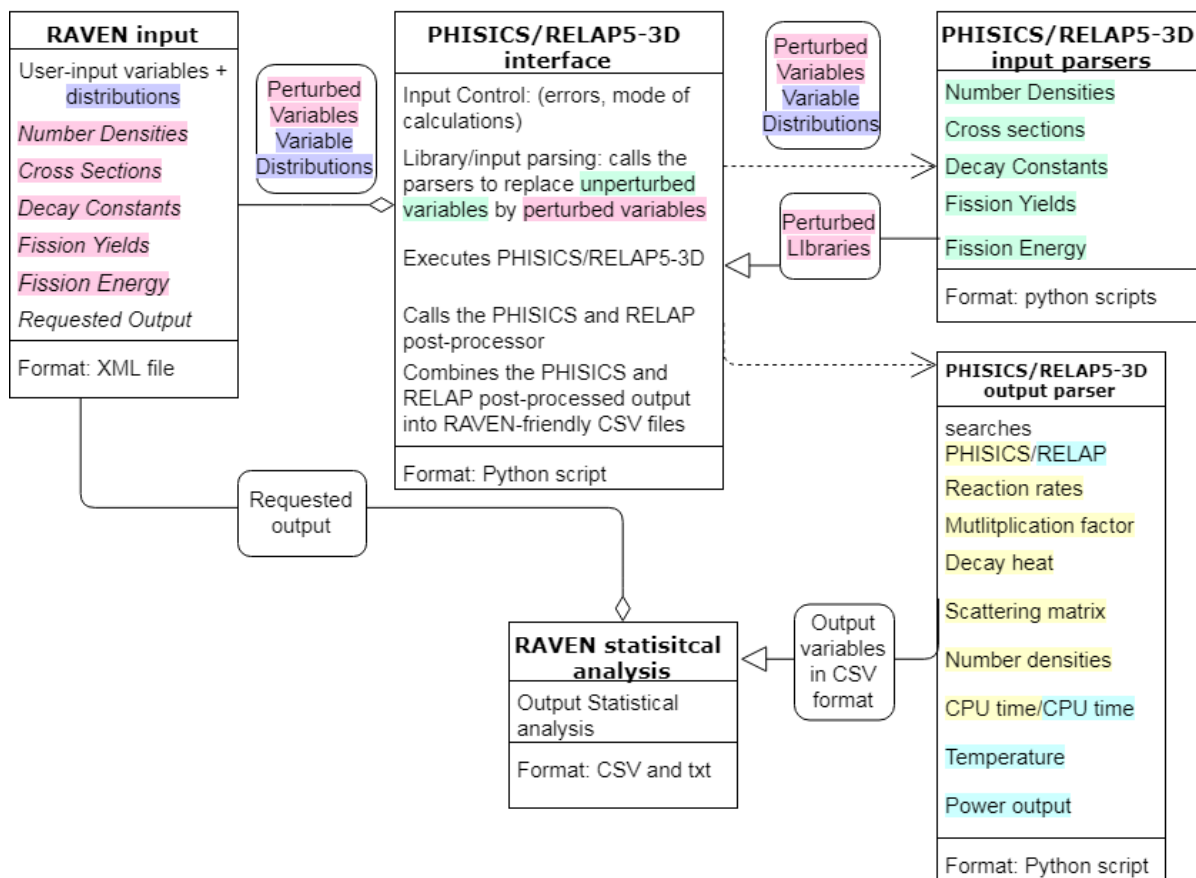 RAVEN input
User-input variables +
distributions
Number Densities
Cross Sections
Decay Constants
Fission Yields
Fission Energy
Requested Output
Format: XML file
Perturbed
Variables
Variable
Distributions
PHISICS/RELAP5-3D
interface
Input Control: (errors, mode of
calculations)
Library/input parsing: calls the
parsers to replace unperturbed
variables by perturbed variables
Executes PHISICS/RELAP5-3D
Calls the PHISICS and RELAP
post-processor
Combines the PHISICS and
RELAP post-processed output
into RAVEN-friendly CSV files
Format: Python script
Perturbed
Variables
Variable
Distributions
PHISICS/RELAP5-3D
input parsers
Number Densities
Cross sections
Decay Constants
Fission Yields
Fission Energy
Format: python scripts
Perturbed
LIbraries
PHISICS/RELAP5-3D
output parser
searches
PHISICS/RELAP
Reaction rates
Mutlitplication factor
Decay heat
Scattering matrix
Number densities
CPU time/CPU time
Temperature
Power output
Format: Python script
Requested
output
Output
variables
in CSV
format
RAVEN statisitcal
analysis
Output Statistical
analysis
Format: CSV and txt